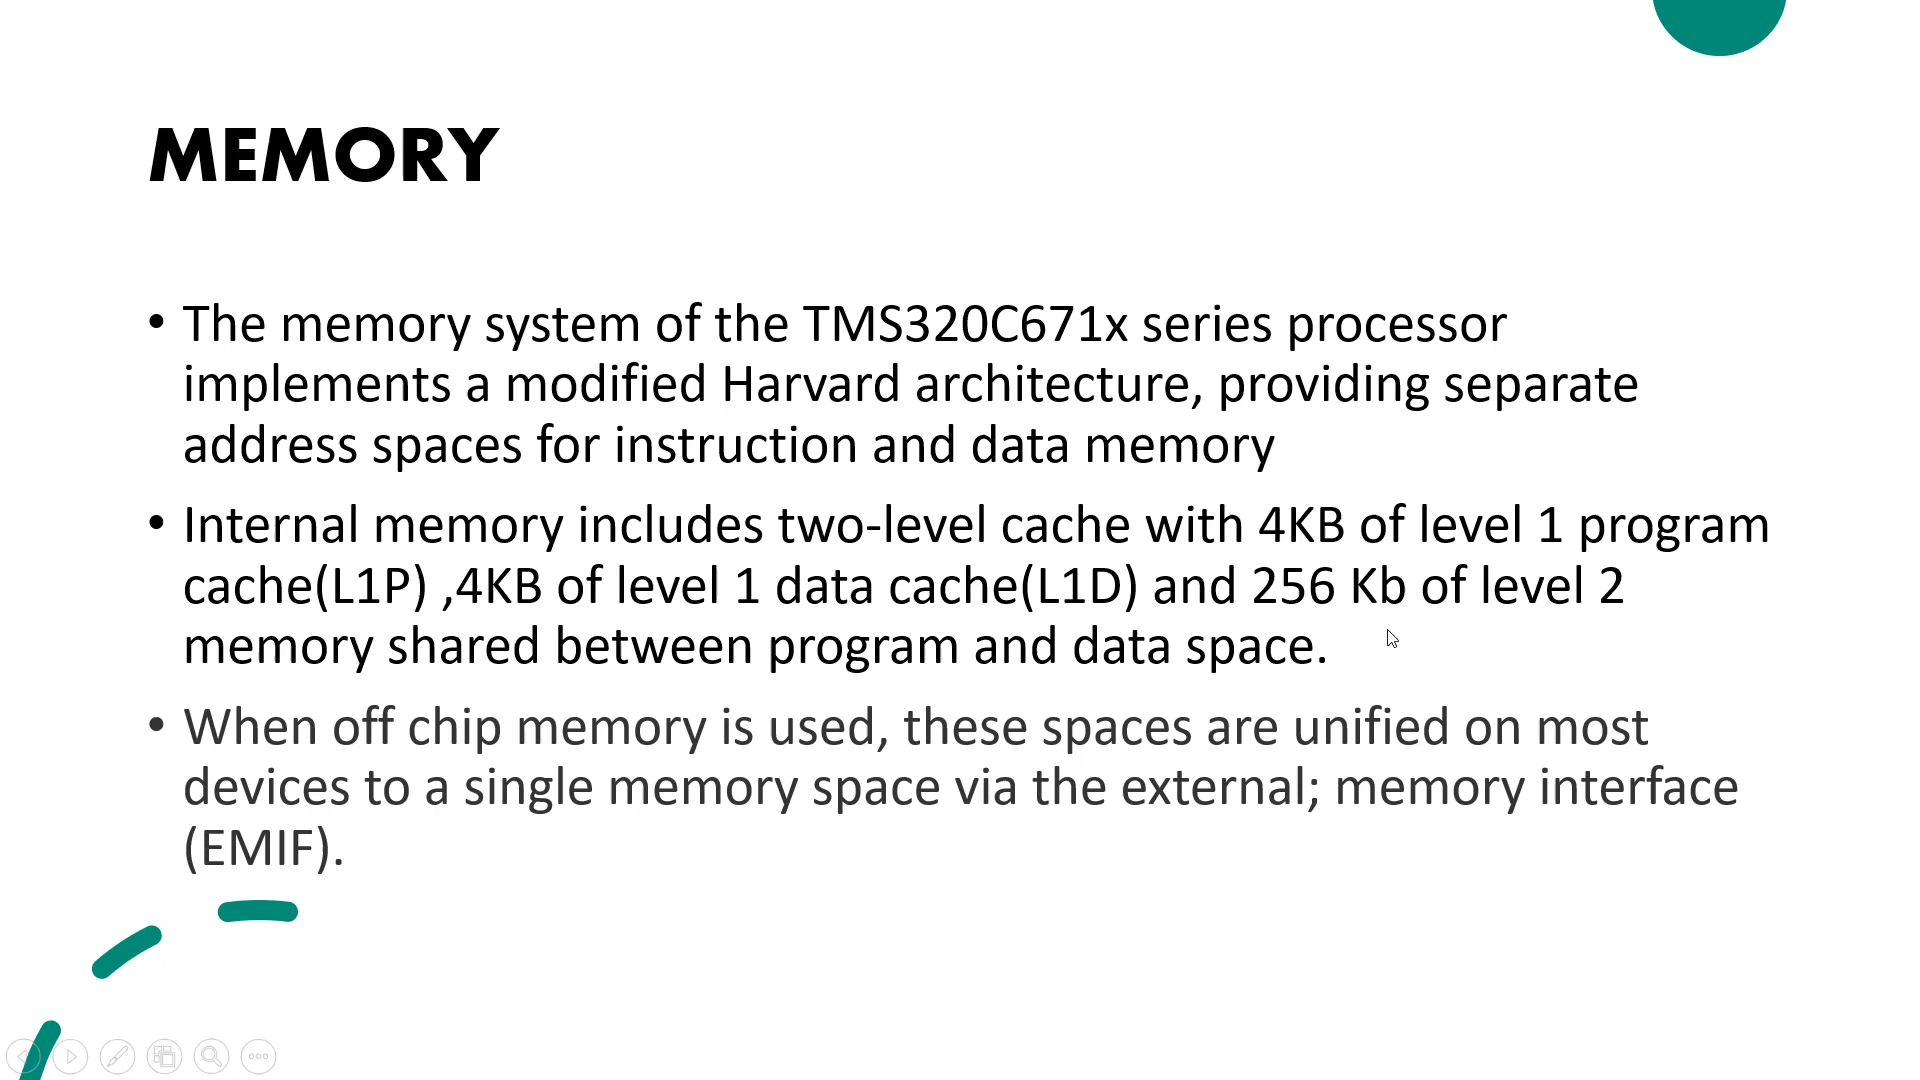 MEMORY
• The memory system of the TMS320C671x series processor
implements a modified Harvard architecture, providing separate
address spaces for instruction and data memory
• Internal memory includes two-level cache with 4KB of level 1 program
cache(L1P) ,4KB of level 1 data cache(L1D) and 256 Kb of level 2
memory shared between program and data space.
• When off chip memory is used, these spaces are unified on most
devices to a single memory space via the external; memory interface
(EMIF).